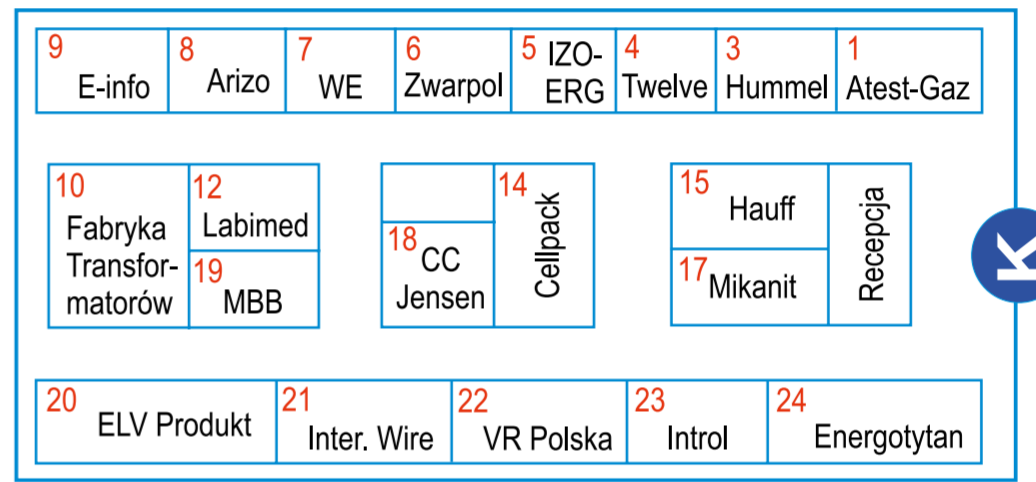 9
E-info
8
Arizo
7
WE
6
Zwarpol
5 IZO-
ERG
4
Twelve
3
Hummel
1
Atest-Gaz
10
Fabryka
Transfor-
matorów
12
Labimed
19
MBB
18 CC
Jensen
14
Cellpack
15
Hauff
17 Mikanit
Recepcja
K
20
ELV Produkt
21
Inter. Wire
22
VR Polska
23
Introl
24
Energotytan